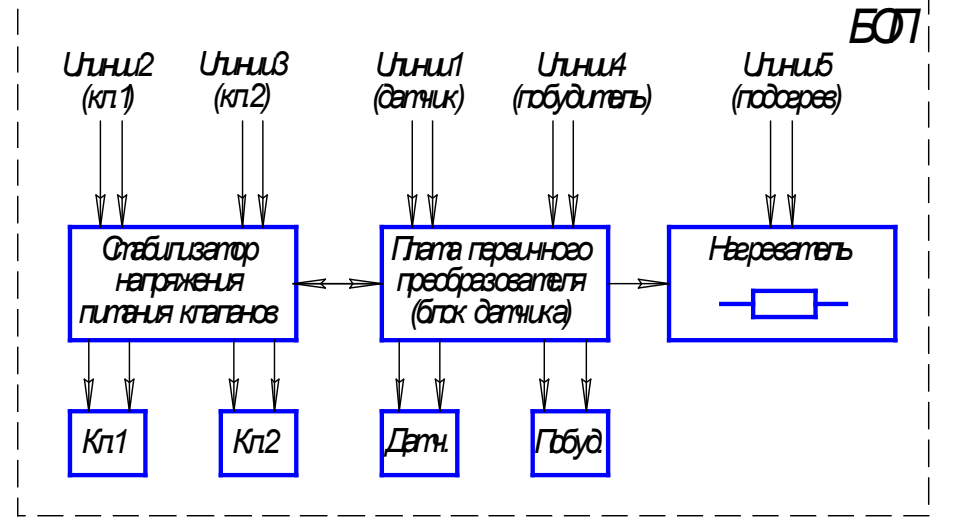 БОП
Uлинии2
(кл.1)
Uлинии3
(кл.2)
Uлинии1
(датчик)
Uлинии4
(побудитель)
Uлинии5
(подогрев)
Стабилизатор
напряжения
питания клапанов
Плата первичного
преобразователя
(блок датчика)
Нагреватель
Кл.1
Кл.2
Датч.
Побуд.